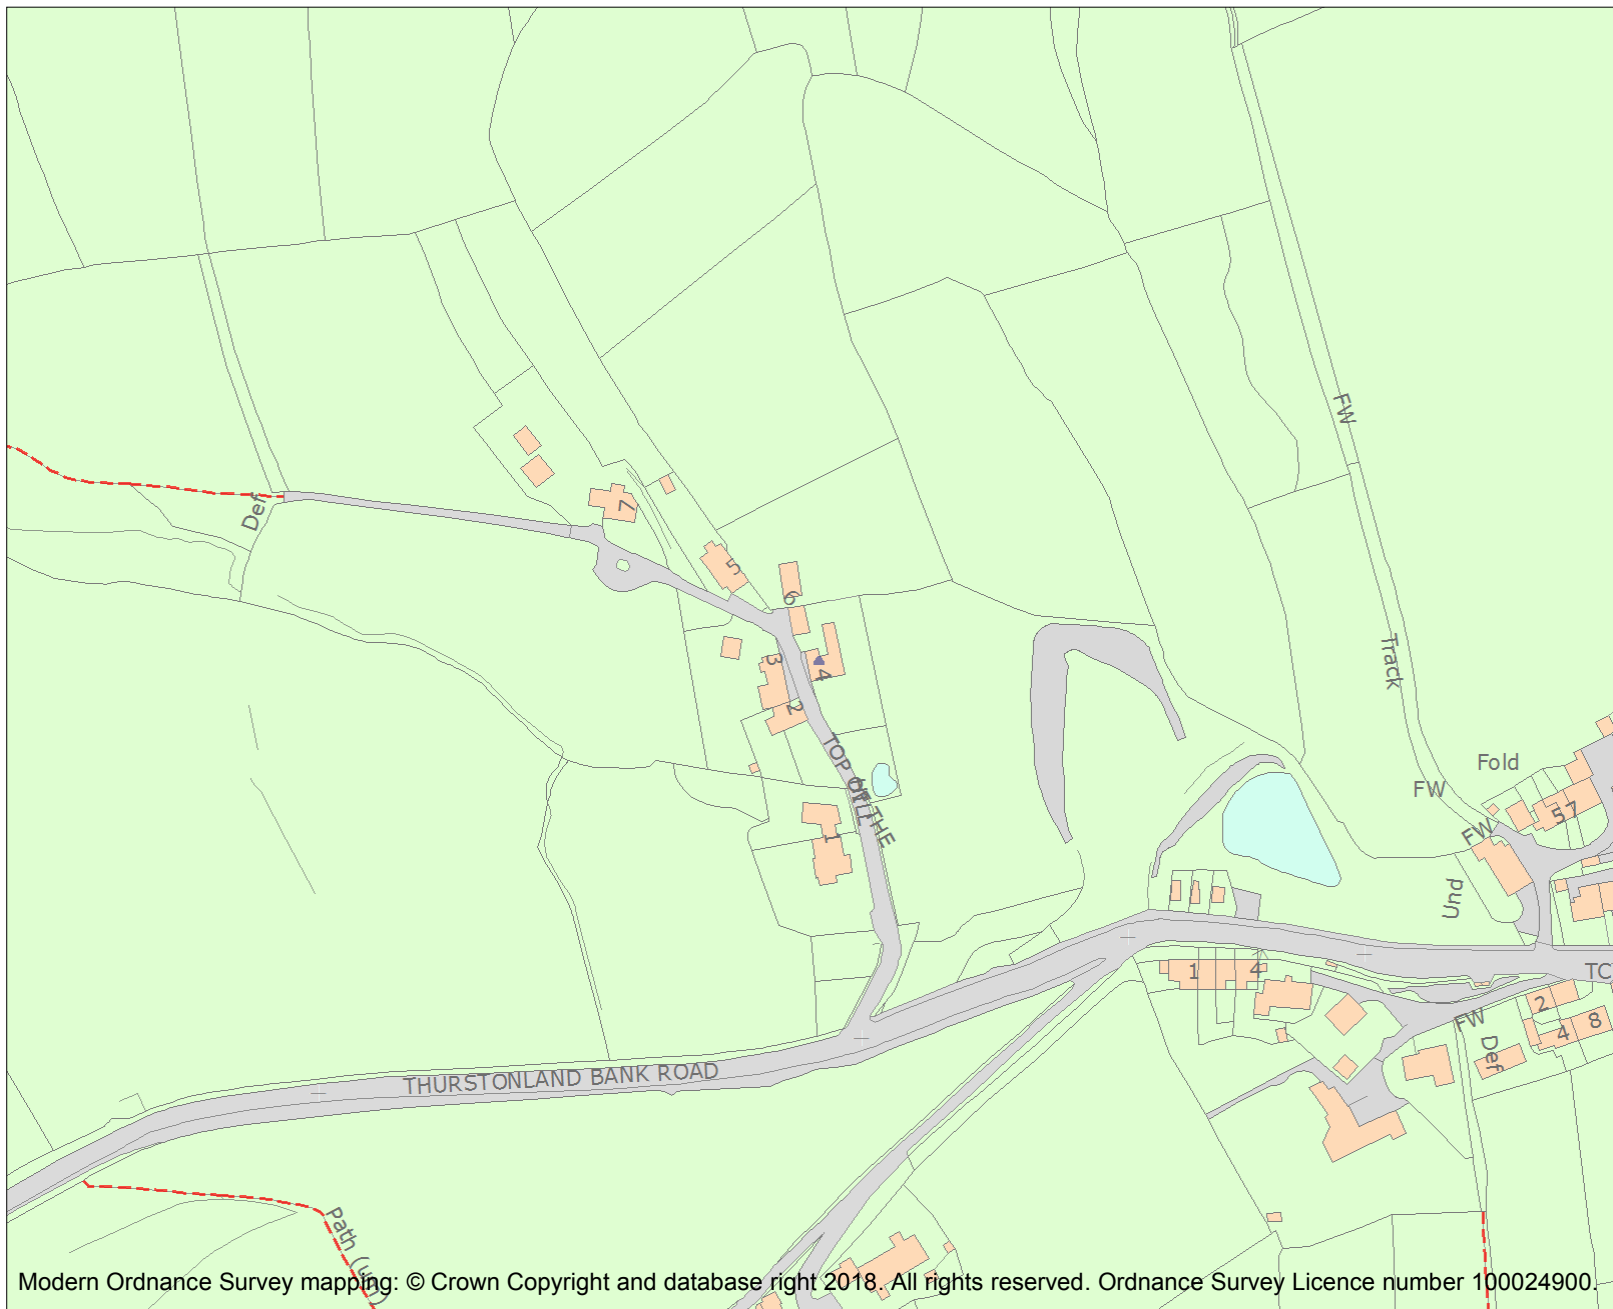 FW
Def
7
5
6
Track
3
4
2
TOP OF THE
HILL
Fold
FW
57
FW
1
Und
1
4
TC
2
FW
8
4
Def
THURSTONLAND BANK ROAD
Path (um)
Modern Ordnance Survey mapping: © Crown Copyright and database right 2018. All rights reserved. Ordnance Survey Licence number 100024900.